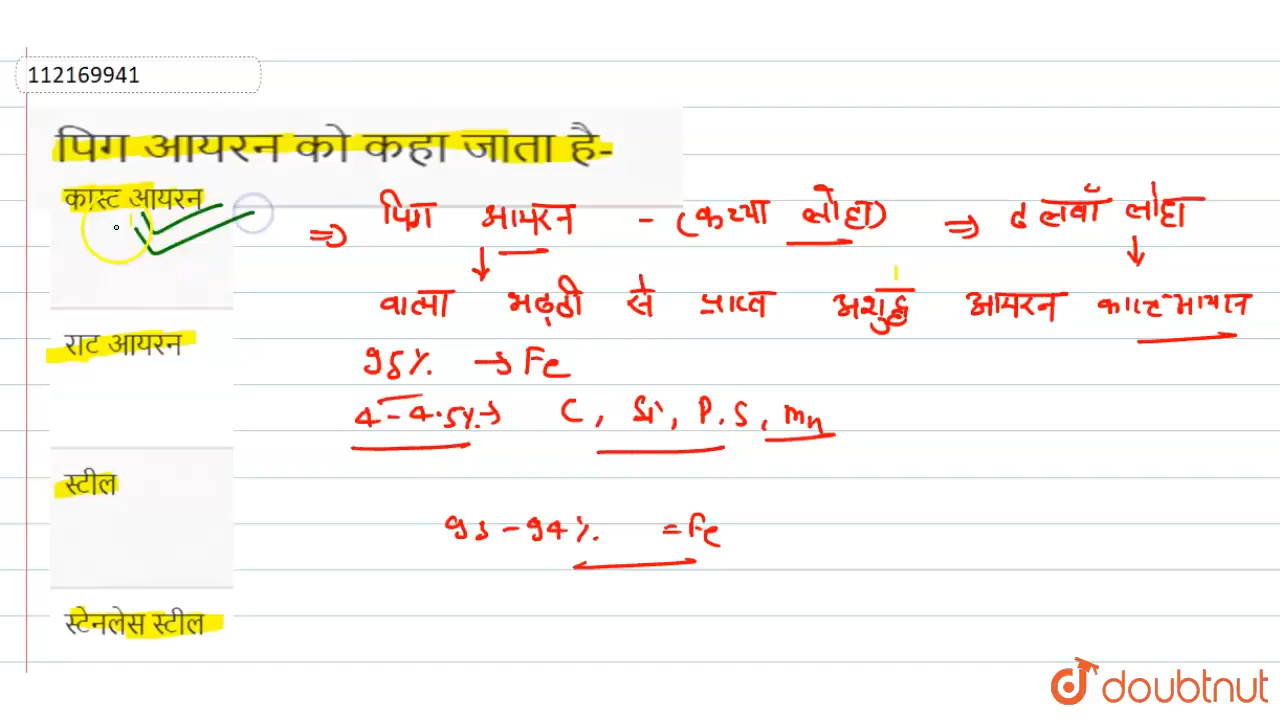 112169941
पिग आयरन को कहा जाता है-
कास्ट आयरन
⇒ पिग आयरन - (कच्चा लोहा) ⇒ ढलवाँ लोहा
↓ ↓
वात्या भट्ठी से प्राप्त अशुद्ध आयरन कास्ट आयरन
राट आयरन
95% → Fe
4-4.5% → C, Si, P, S, Mn
स्टील
93-94% = Fe
स्टेनलेस स्टील
doubtnut